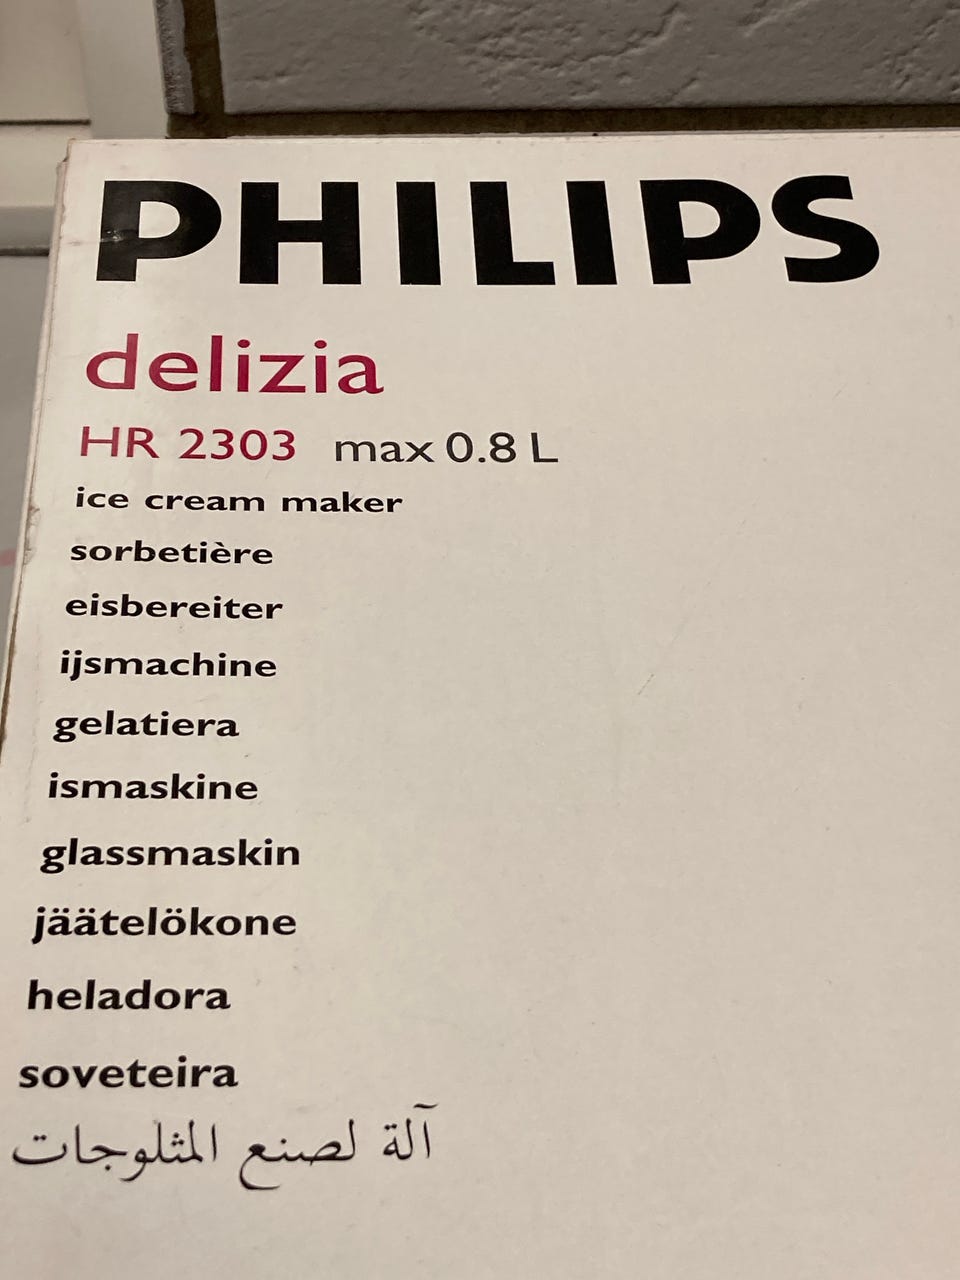 PHILIPS
delizia
HR 2303 max 0.8 L
ice cream maker
sorbetière
eisbereiter
ijsmachine
gelatiera
ismaskine
glassmaskin
jäätelökone
heladora
soveteira
آلة لصنع المثلوجات